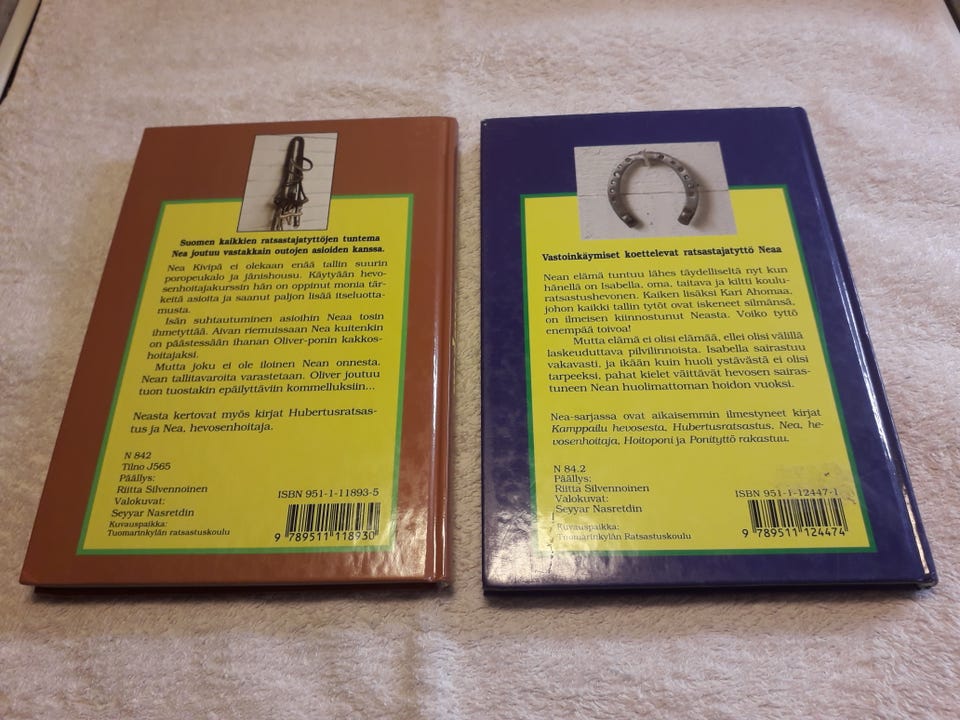 Suomen kaikkien ratsastajatyttöjen tuntema
Nea joutuu vastakkain outojen asioiden kanssa.
Nea Kivipä ei olekaan enää tallin suurin
poropeukalo ja jänishousu. Käytyään hevo-
senhoitajakurssin hän on oppinut monia tär-
keitä asioita ja saanut paljon lisää itseluotta-
musta.
Isän suhtautuminen asioihin Neaa tosin
ihmetyttää. Aivan riemuissaan Nea kuitenkin
on päästessään ihanan Oliver-ponin kakkos-
hoitajaksi.
Mutta joku ei ole iloinen Nean onnesta.
Nean tallitavaroita varastetaan. Oliver joutuu
tuon tuostakin epäilyttäviin kommelluksiin...
Neasta kertovat myös kirjat Hubertusratsas-
tus ja Nea, hevosenhoitaja.
N 842
Tilno J565
Päällys:
Riitta Silvennoinen
Valokuvat:
Seyyar Nasretdin
Kuvauspaikka:
Tuomarinkylän ratsastuskoulu
ISBN 951-1-11893-5
9 789511 118930
Vastoinkäymiset koettelevat ratsastajatyttö Neaa
Nean elämä tuntuu lähes täydelliseltä nyt kun
hänellä on Isabella, oma, taitava ja kiltti koulu-
ratsastushevonen. Kaiken lisäksi Kari Ahomaa,
johon kaikki tallin tytöt ovat iskeneet silmänsä,
on ilmeisen kiinnostunut Neasta. Voiko tyttö
enempää toivoa!
Mutta elämä ei olisi elämää, ellei olisi välillä
laskeuduttava pilvilinnoista. Isabella sairastuu
vakavasti, ja ikään kuin huoli ystävästä ei olisi
tarpeeksi, pahat kielet väittävät hevosen sairas-
tuneen Nean huolimattoman hoidon vuoksi.
Nea-sarjassa ovat aikaisemmin ilmestyneet kirjat
Kamppailu hevosesta, Hubertusratsastus, Nea, he-
vosenhoitaja, Hoitoponi ja Ponityttö rakastuu.
N 84.2
Päällys:
Riitta Silvennoinen
Valokuvat:
Seyyar Nasretdin
Kuvauspaikka:
Tuomarinkylän Ratsastuskoulu
ISBN 951-1-12447-1
9 789511 124474